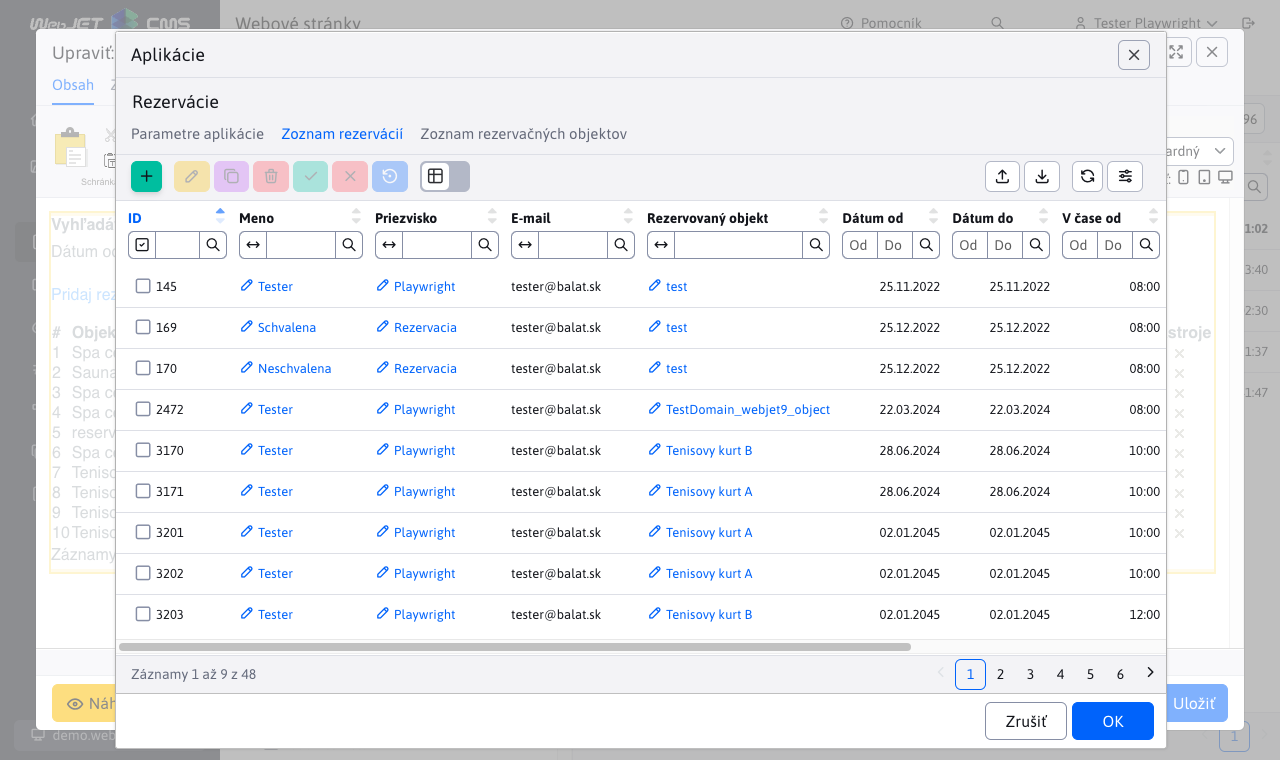 WebJET CMS
Webové stránky
Pomocník
Tester Playwright
Upraviť:
Aplikácie
Obsah
Rezervácie
Parametre aplikácie Zoznam rezervácií Zoznam rezervačných objektov
ID Meno Priezvisko E-mail Rezervovaný objekt Dátum od Dátum do V čase od
Od Do Od Do Od Do
145 Tester Playwright tester@balat.sk test 25.11.2022 25.11.2022 08:00
169 Schvalena Rezervacia tester@balat.sk test 25.12.2022 25.12.2022 08:00
170 Neschvalena Rezervacia tester@balat.sk test 25.12.2022 25.12.2022 08:00
2472 Tester Playwright tester@balat.sk TestDomain_webjet9_object 22.03.2024 22.03.2024 08:00
3170 Tester Playwright tester@balat.sk Tenisovy kurt B 28.06.2024 28.06.2024 10:00
3171 Tester Playwright tester@balat.sk Tenisovy kurt A 28.06.2024 28.06.2024 10:00
3201 Tester Playwright tester@balat.sk Tenisovy kurt A 02.01.2045 02.01.2045 10:00
3202 Tester Playwright tester@balat.sk Tenisovy kurt A 02.01.2045 02.01.2045 10:00
3203 Tester Playwright tester@balat.sk Tenisovy kurt B 02.01.2045 02.01.2045 12:00
Záznamy 1 až 9 z 48
1 2 3 4 5 6
Zrušiť OK
Uložiť
1